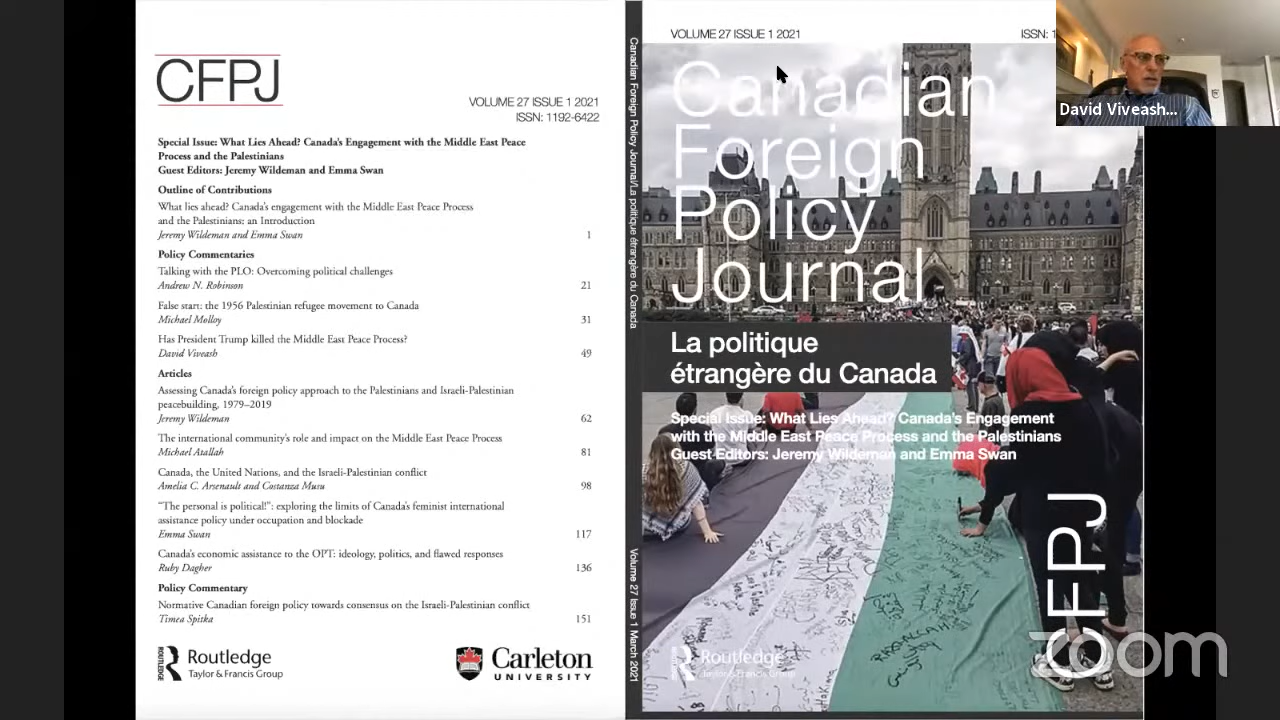 CFPJ
VOLUME 27 ISSUE 1 2021
ISSN: 1192-6422
Special Issue: What Lies Ahead? Canada's Engagement with the Middle East Peace
Process and the Palestinians
Guest Editors: Jeremy Wildeman and Emma Swan
Outline of Contributions
What lies ahead? Canada's engagement with the Middle East Peace Process
and the Palestinians: an Introduction
Jeremy Wildeman and Emma Swan 1
Policy Commentaries
Talking with the PLO: Overcoming political challenges
Andrew N. Robinson 21
False start: the 1956 Palestinian refugee movement to Canada
Michael Molloy 31
Has President Trump killed the Middle East Peace Process?
David Viveash 49
Articles
Assessing Canada's foreign policy approach to the Palestinians and Israeli-Palestinian
peacebuilding, 1979–2019
Jeremy Wildeman 62
The international community's role and impact on the Middle East Peace Process
Michael Atallah 81
Canada, the United Nations, and the Israeli-Palestinian conflict
Amelia C. Arsenault and Costanza Musu 98
“The personal is political!”: exploring the limits of Canada's feminist international
assistance policy under occupation and blockade
Emma Swan 117
Canada's economic assistance to the OPT: ideology, politics, and flawed responses
Ruby Dagher 136
Policy Commentary
Normative Canadian foreign policy towards consensus on the Israeli-Palestinian conflict
Timea Spitka 151
ROUTLEDGE
Routledge
Taylor & Francis Group
Carleton
UNIVERSITY
Canadian Foreign Policy Journal/La politique étrangère du Canada
Volume 27 Issue 1 March 2021
VOLUME 27 ISSUE 1 2021
ISSN: 1
Canadian
Foreign
Policy
Journal
La politique
étrangère du Canada
Special Issue: What Lies Ahead? Canada's Engagement
with the Middle East Peace Process and the Palestinians
Guest Editors: Jeremy Wildeman and Emma Swan
CFPJ
Routledge
Taylor & Francis Group
David Viveash...
zoom